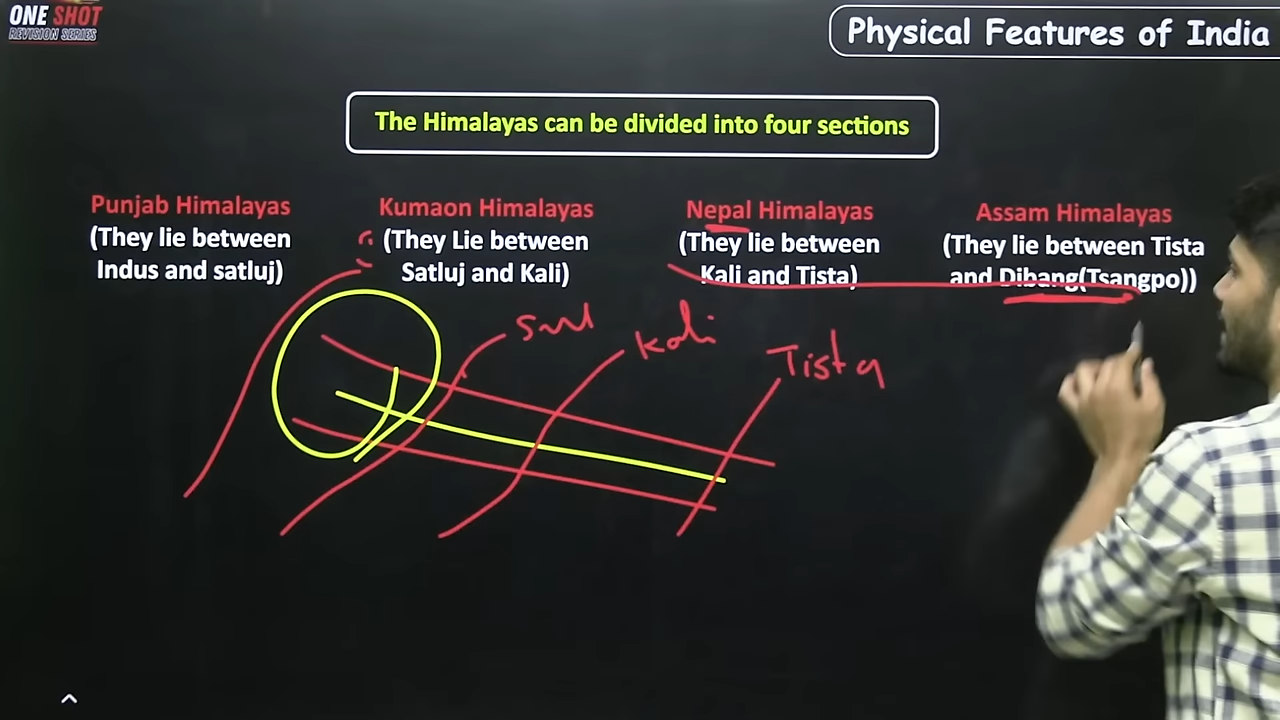 ONE SHOT
REVISION SERIES
Physical Features of India
The Himalayas can be divided into four sections
Punjab Himalayas
(They lie between
Indus and satluj)
Kumaon Himalayas
(They Lie between
Satluj and Kali)
Nepal Himalayas
(They lie between
Kali and Tista)
Assam Himalayas
(They lie between Tista
and Dibang(Tsangpo))
Kali
Tista